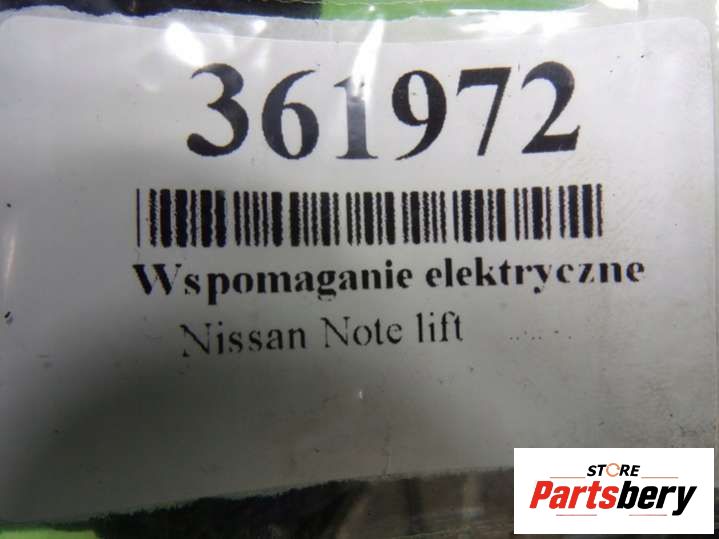 361972
Wspomaganie elektryczne
Nissan Note lift
STORE
Partsbery